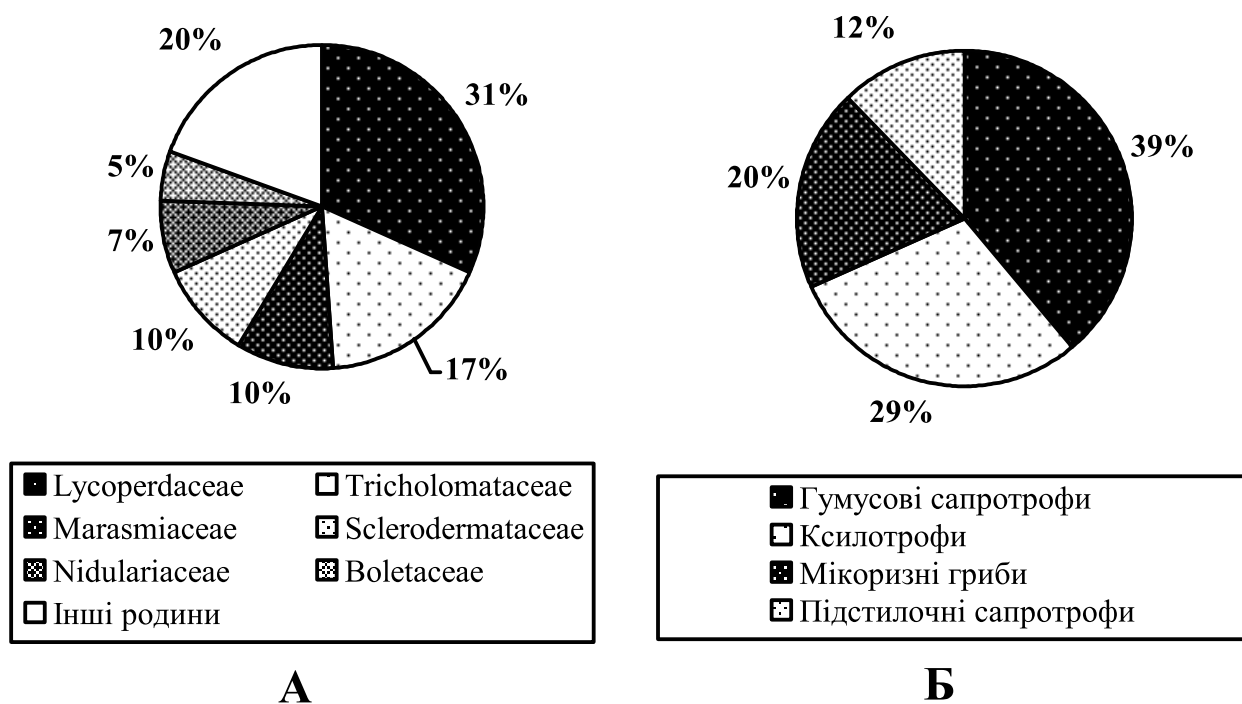 20%
31%
5%
7%
10%
10%
17%
Lycoperdaceae Tricholomataceae
Marasmiaceae Sclerodermataceae
Nidulariaceae Boletaceae
Інші родини
А
12%
39%
20%
29%
Гумусові сапротрофи
Ксилотрофи
Мікоризні гриби
Підстилочні сапротрофи
Б